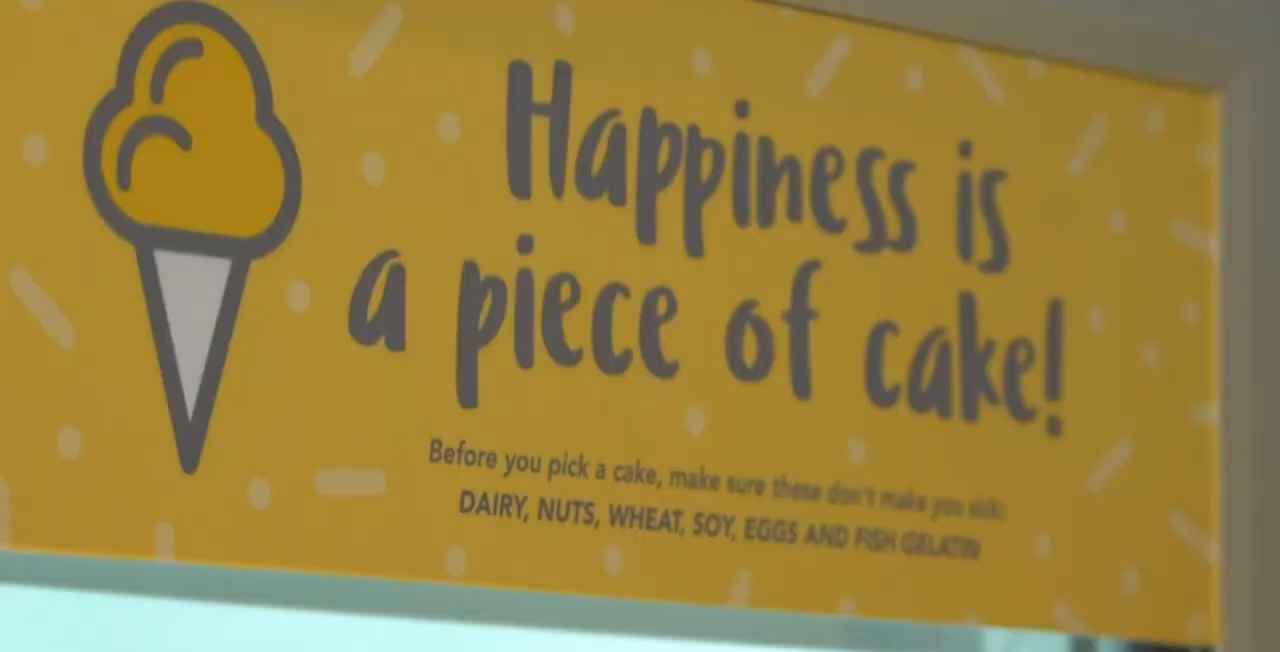 Happiness is
a piece of cake!
Before you pick a cake, make sure these don't make you sick:
DAIRY, NUTS, WHEAT, SOY, EGGS AND FISH GELATIN